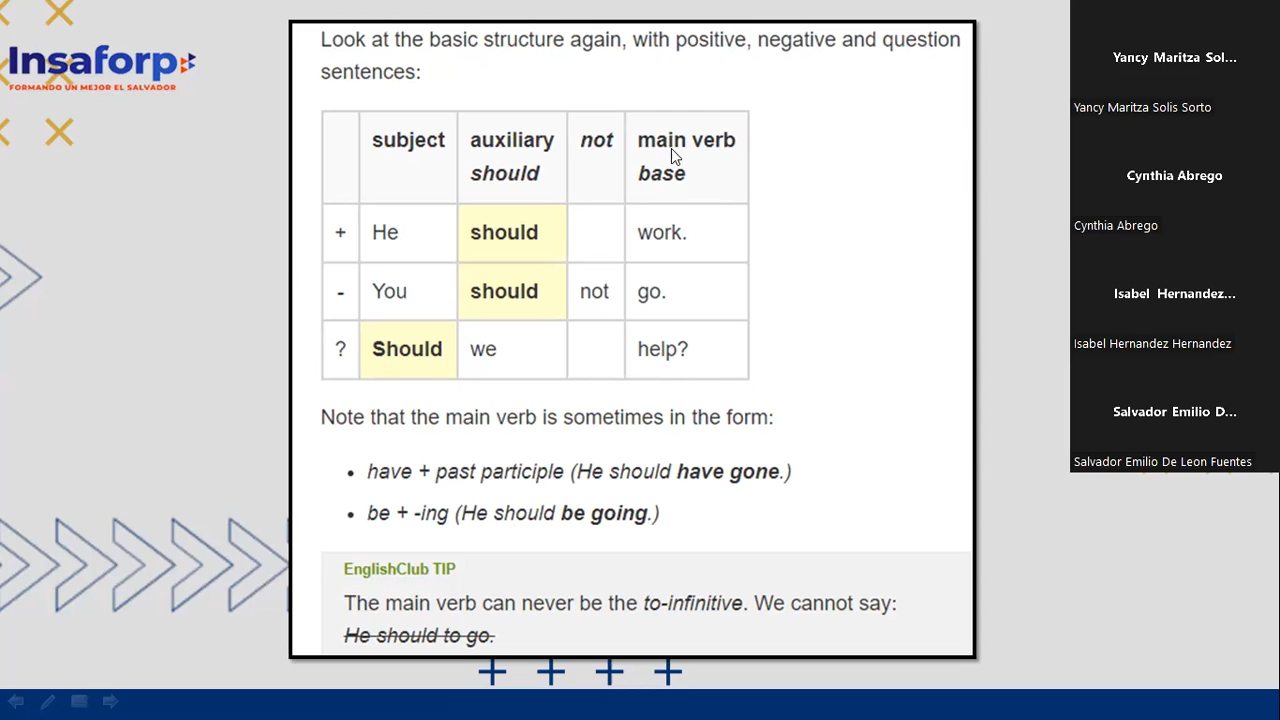 Insaforp
FORMANDO UN MEJOR EL SALVADOR
Look at the basic structure again, with positive, negative and question
sentences:
subject auxiliary should not main verb base
+ He should work.
- You should not go.
? Should we help?
Note that the main verb is sometimes in the form:
• have + past participle (He should have gone.)
• be + -ing (He should be going.)
EnglishClub TIP
The main verb can never be the to-infinitive. We cannot say:
He should to go.
Yancy Maritza Sol...
Yancy Maritza Solis Sorto
Cynthia Abrego
Cynthia Abrego
Isabel Hernandez...
Isabel Hernandez Hernandez
Salvador Emilio D...
Salvador Emilio De Leon Fuentes